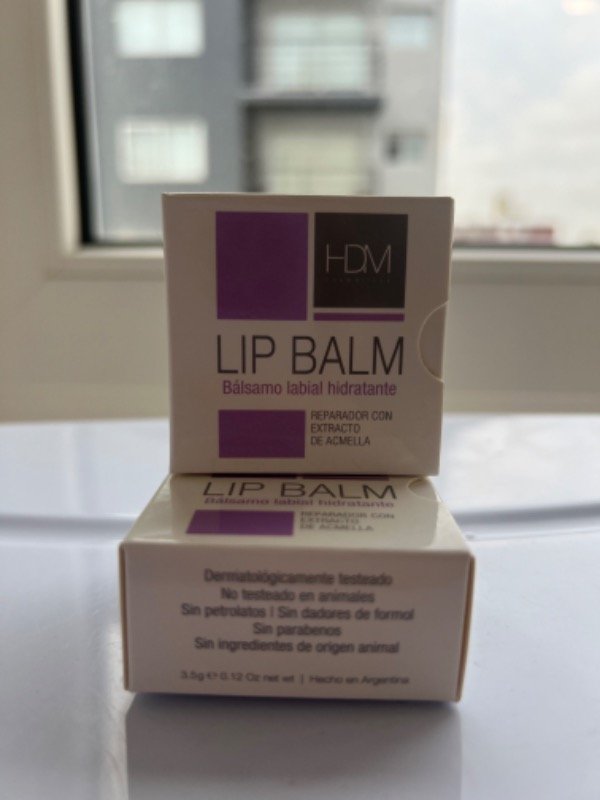 HDM
LIP BALM
Bálsamo labial hidratante
REPARADOR CON
EXTRACTO
DE ACMELLA
LIP BALM
Bálsamo labial hidratante
REPARADOR CON
EXTRACTO
DE ACMELLA
Dermatológicamente testeado
No testeado en animales
Sin petrolatos | Sin dadores de formol
Sin parabenos
Sin ingredientes de origen animal
3.5g ℮ 0.12 Oz net wt | Hecho en Argentina